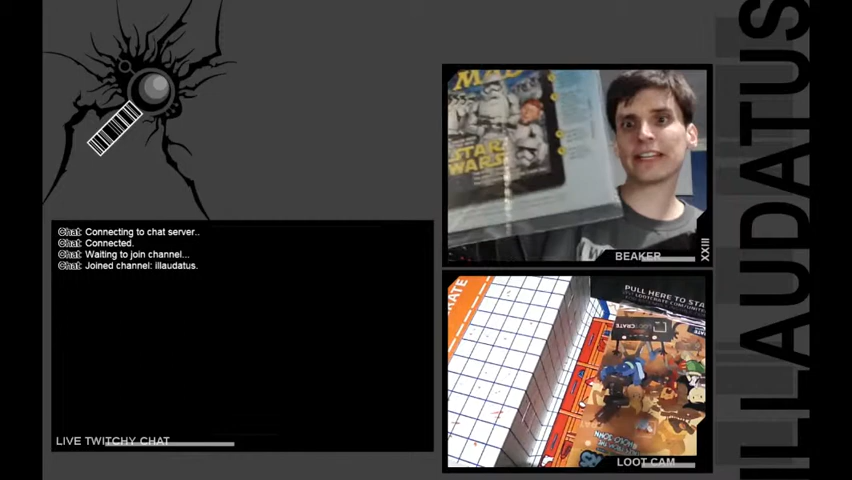 Chat: Connecting to chat server..
Chat: Connected.
Chat: Waiting to join channel...
Chat: Joined channel: illaudatus.
LIVE TWITCHY CHAT
MAD
STAR
WARS
BEAKER
XXIII
PULL HERE TO STA
LOOTCRATE
LOOT CAM
ILLAUDATUS